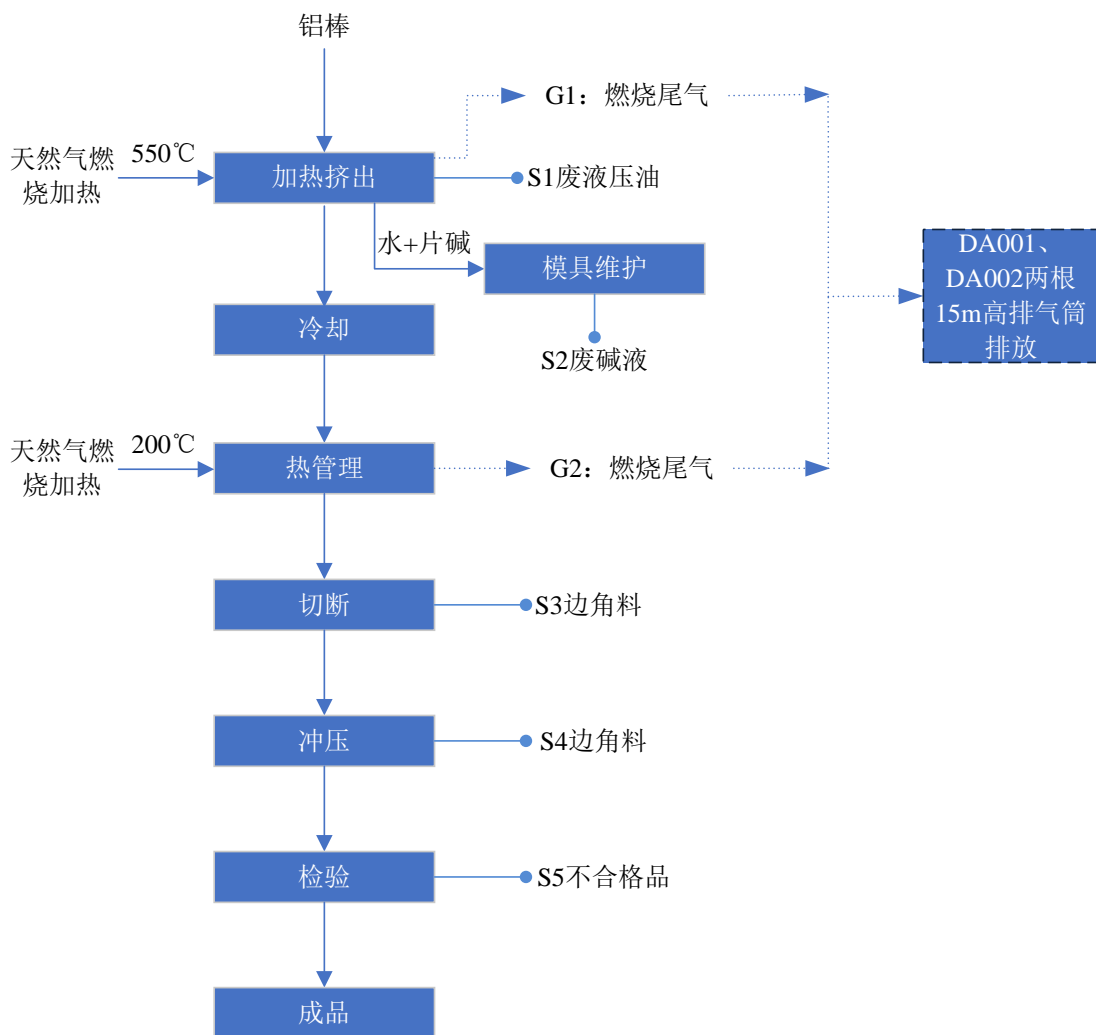 铝棒
G1：燃烧尾气
天然气燃
烧加热
550℃
加热挤出
S1废液压油
水+片碱
模具维护
DA001、
DA002两根
15m高排气筒
排放
冷却
S2废碱液
天然气燃
烧加热
200℃
热管理
G2：燃烧尾气
切断
S3边角料
冲压
S4边角料
检验
S5不合格品
成品